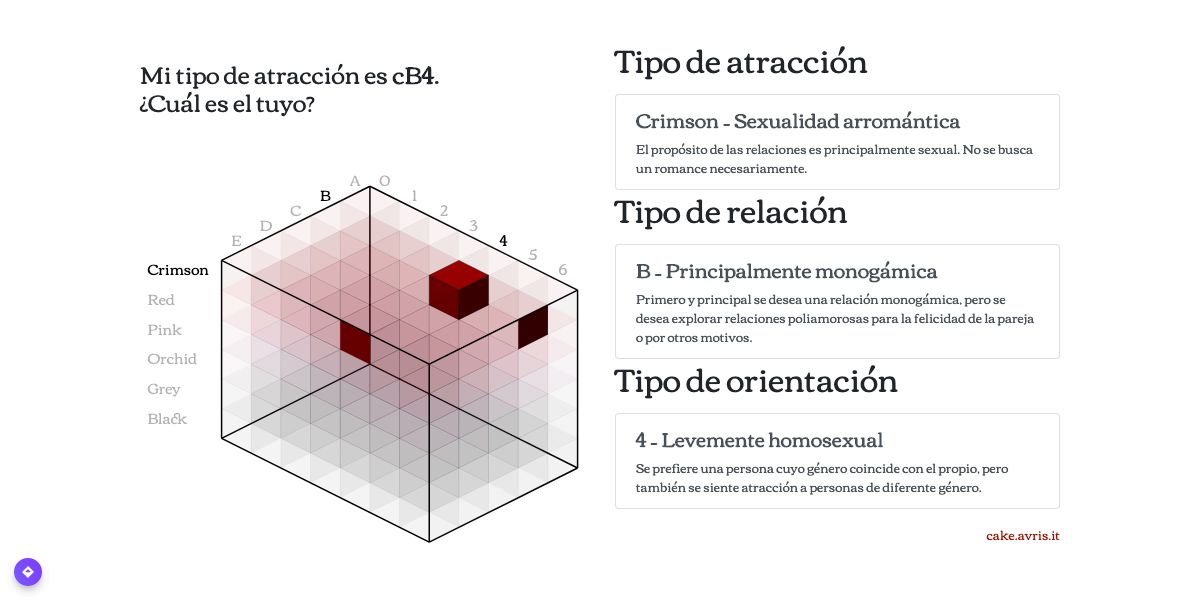 Mi tipo de atracción es cB4.
¿Cuál es el tuyo?
A
0
B
1
C
2
D
3
E
4
5
6
Crimson
Red
Pink
Orchid
Grey
Black
Tipo de atracción
Crimson - Sexualidad arromántica
El propósito de las relaciones es principalmente sexual. No se busca
un romance necesariamente.
Tipo de relación
B - Principalmente monogámica
Primero y principal se desea una relación monogámica, pero se
desea explorar relaciones poliamorosas para la felicidad de la pareja
o por otros motivos.
Tipo de orientación
4 - Levemente homosexual
Se prefiere una persona cuyo género coincide con el propio, pero
también se siente atracción a personas de diferente género.
cake.avris.it